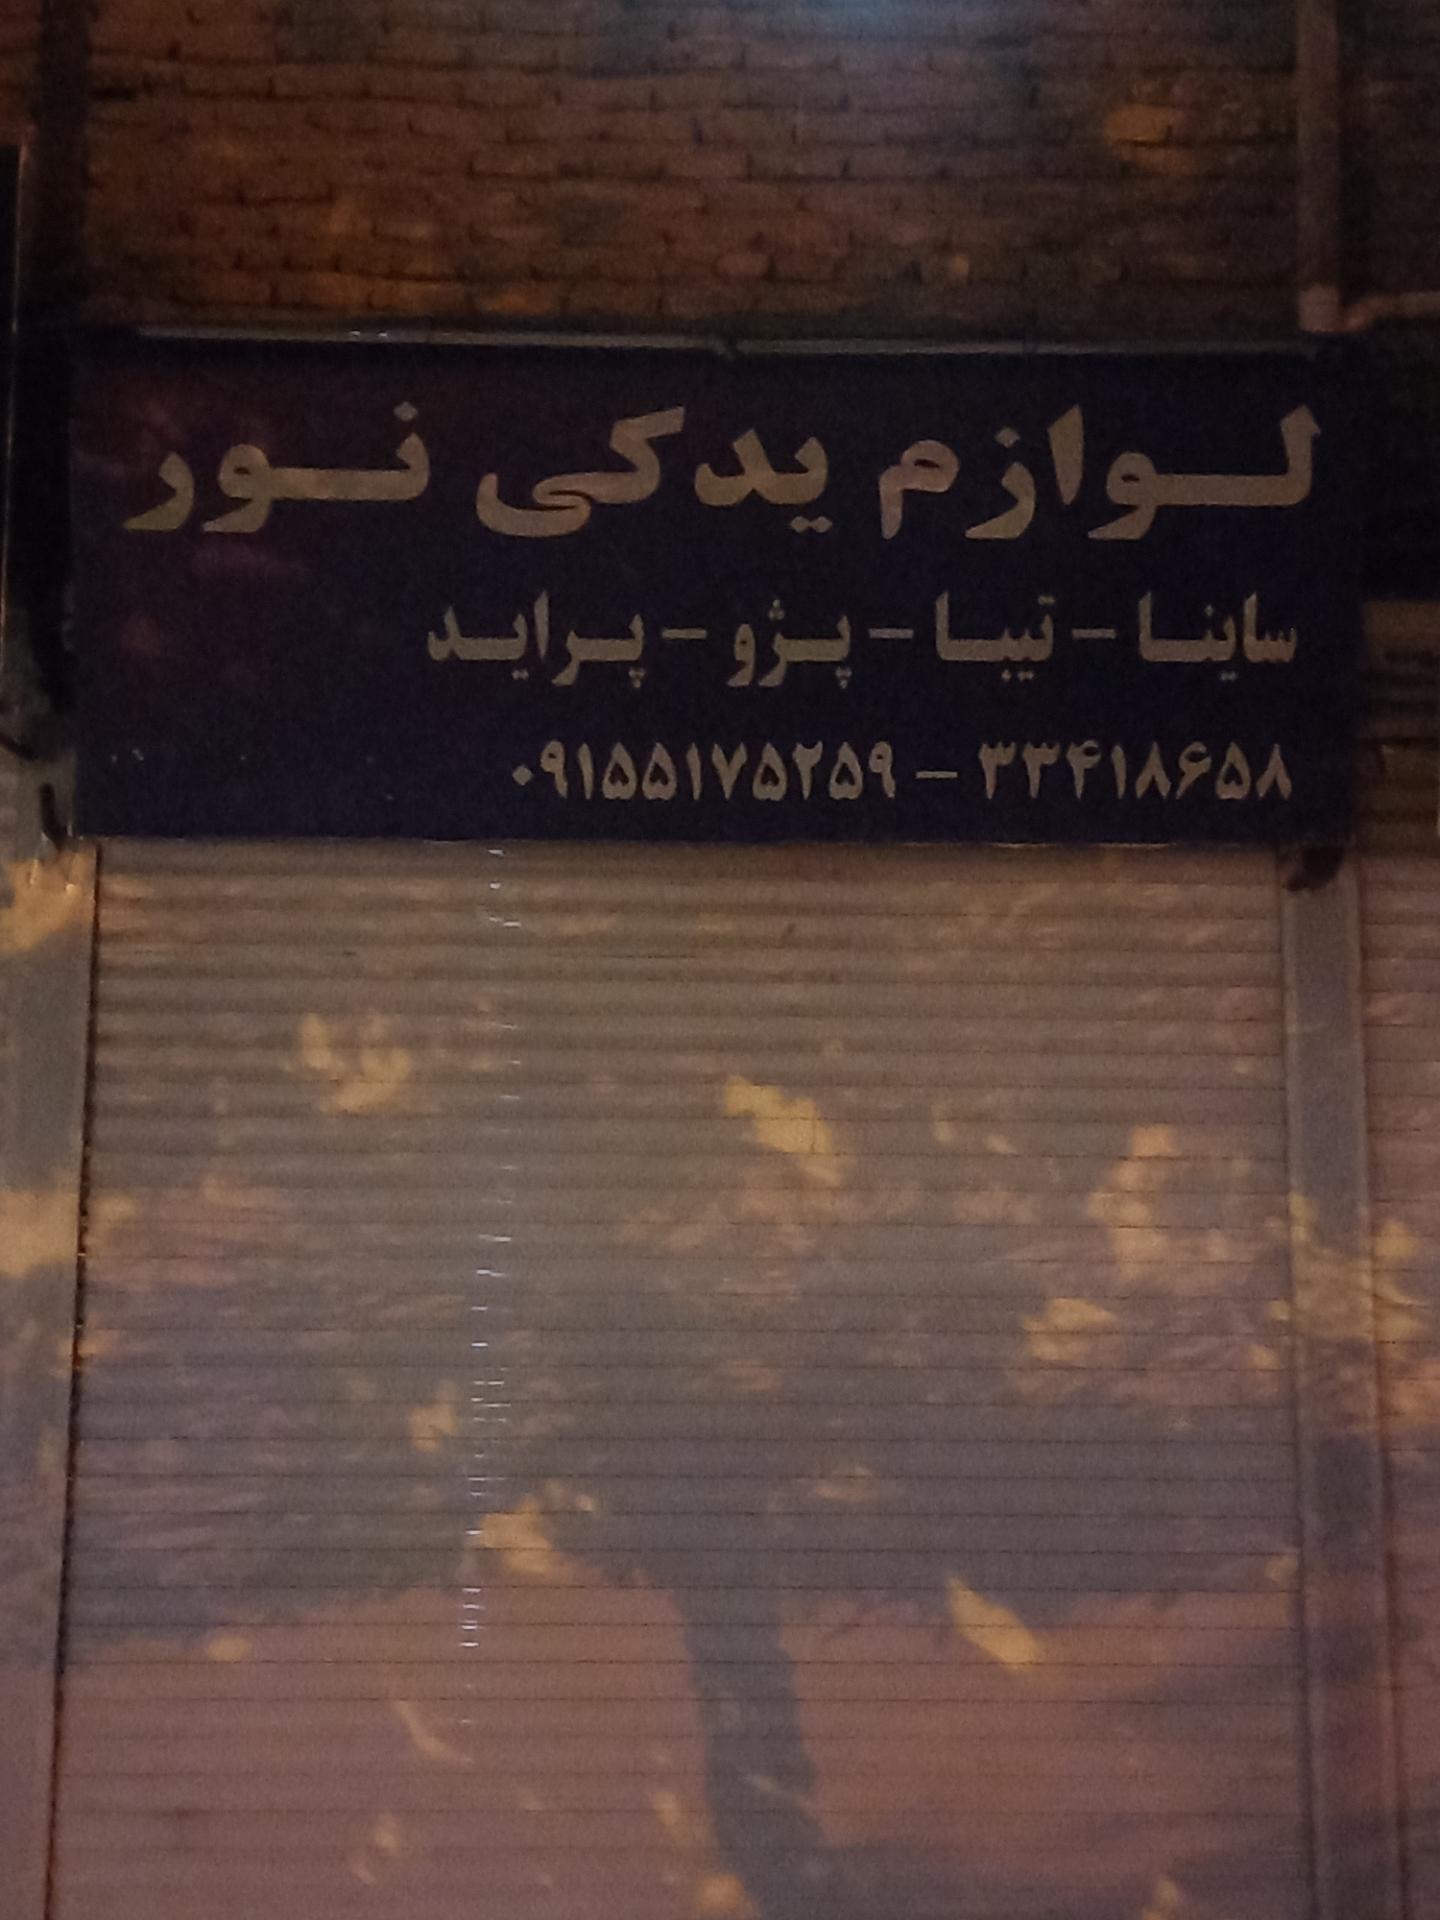 لوازم یدکی نور
ساینا - تیبا - پژو - پراید
۰۹۱۵۵۱۷۵۲۵۹ - ۳۳۴۱۸۶۵۸